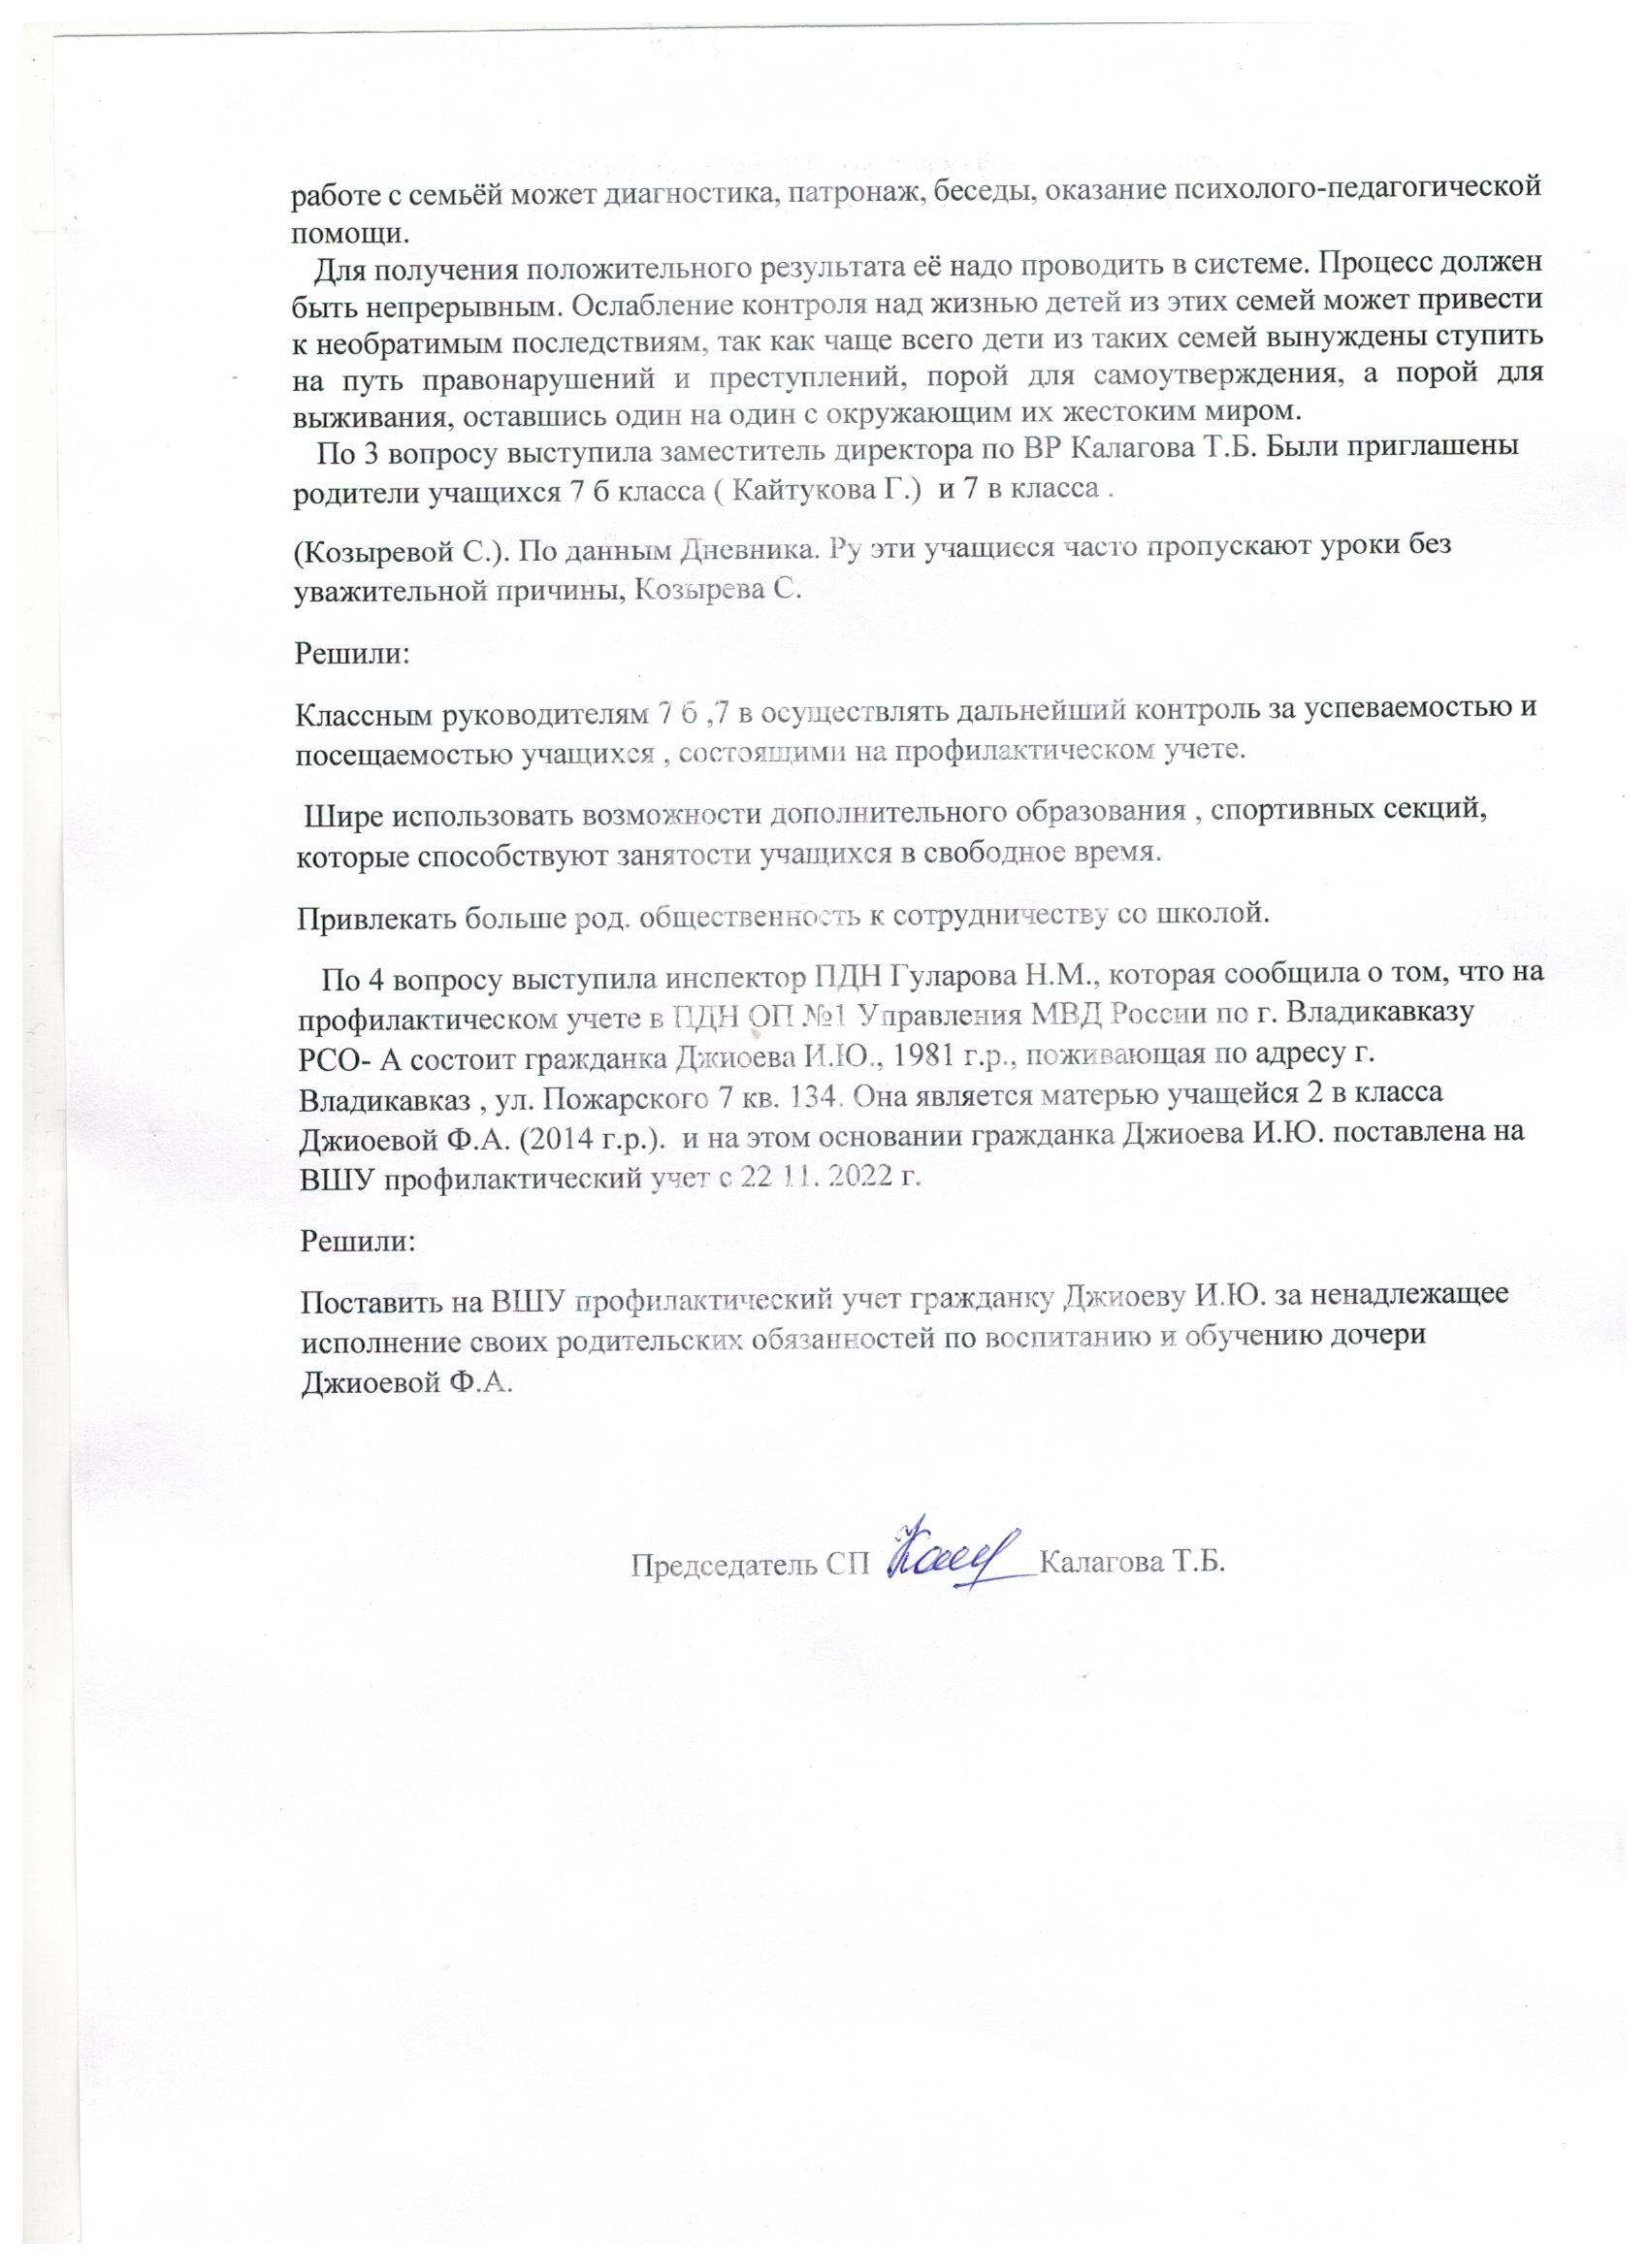 работе с семьёй может диагностика, патронаж, беседы, оказание психолого-педагогической
помощи.
Для получения положительного результата её надо проводить в системе. Процесс должен
быть непрерывным. Ослабление контроля над жизнью детей из этих семей может привести
к необратимым последствиям, так как чаще всего дети из таких семей вынуждены ступить
на путь правонарушений и преступлений, порой для самоутверждения, а порой для
выживания, оставшись один на один с окружающим их жестоким миром.
По 3 вопросу выступила заместитель директора по ВР Калагова Т.Б. Были приглашены
родители учащихся 7 б класса ( Кайтукова Г.)  и 7 в класса .
(Козыревой С.). По данным Дневника. Ру эти учащиеся часто пропускают уроки без
уважительной причины, Козырева С.
Решили:
Классным руководителям 7 б ,7 в осуществлять дальнейший контроль за успеваемостью и
посещаемостью учащихся , состоящими на профилактическом учете.
Шире использовать возможности дополнительного образования , спортивных секций,
которые способствуют занятости учащихся в свободное время.
Привлекать больше род. общественность к сотрудничеству со школой.
По 4 вопросу выступила инспектор ПДН Гуларова Н.М., которая сообщила о том, что на
профилактическом учете в ПДН ОП №1 Управления МВД России по г. Владикавказу
РСО- А состоит гражданка Джиоева И.Ю., 1981 г.р., поживающая по адресу г.
Владикавказ , ул. Пожарского 7 кв. 134. Она является матерью учащейся 2 в класса
Джиоевой Ф.А. (2014 г.р.).  и на этом основании гражданка Джиоева И.Ю. поставлена на
ВШУ профилактический учет с 22 11. 2022 г.
Решили:
Поставить на ВШУ профилактический учет гражданку Джиоеву И.Ю. за ненадлежащее
исполнение своих родительских обязанностей по воспитанию и обучению дочери
Джиоевой Ф.А.
Председатель СП ______Калагова Т.Б.